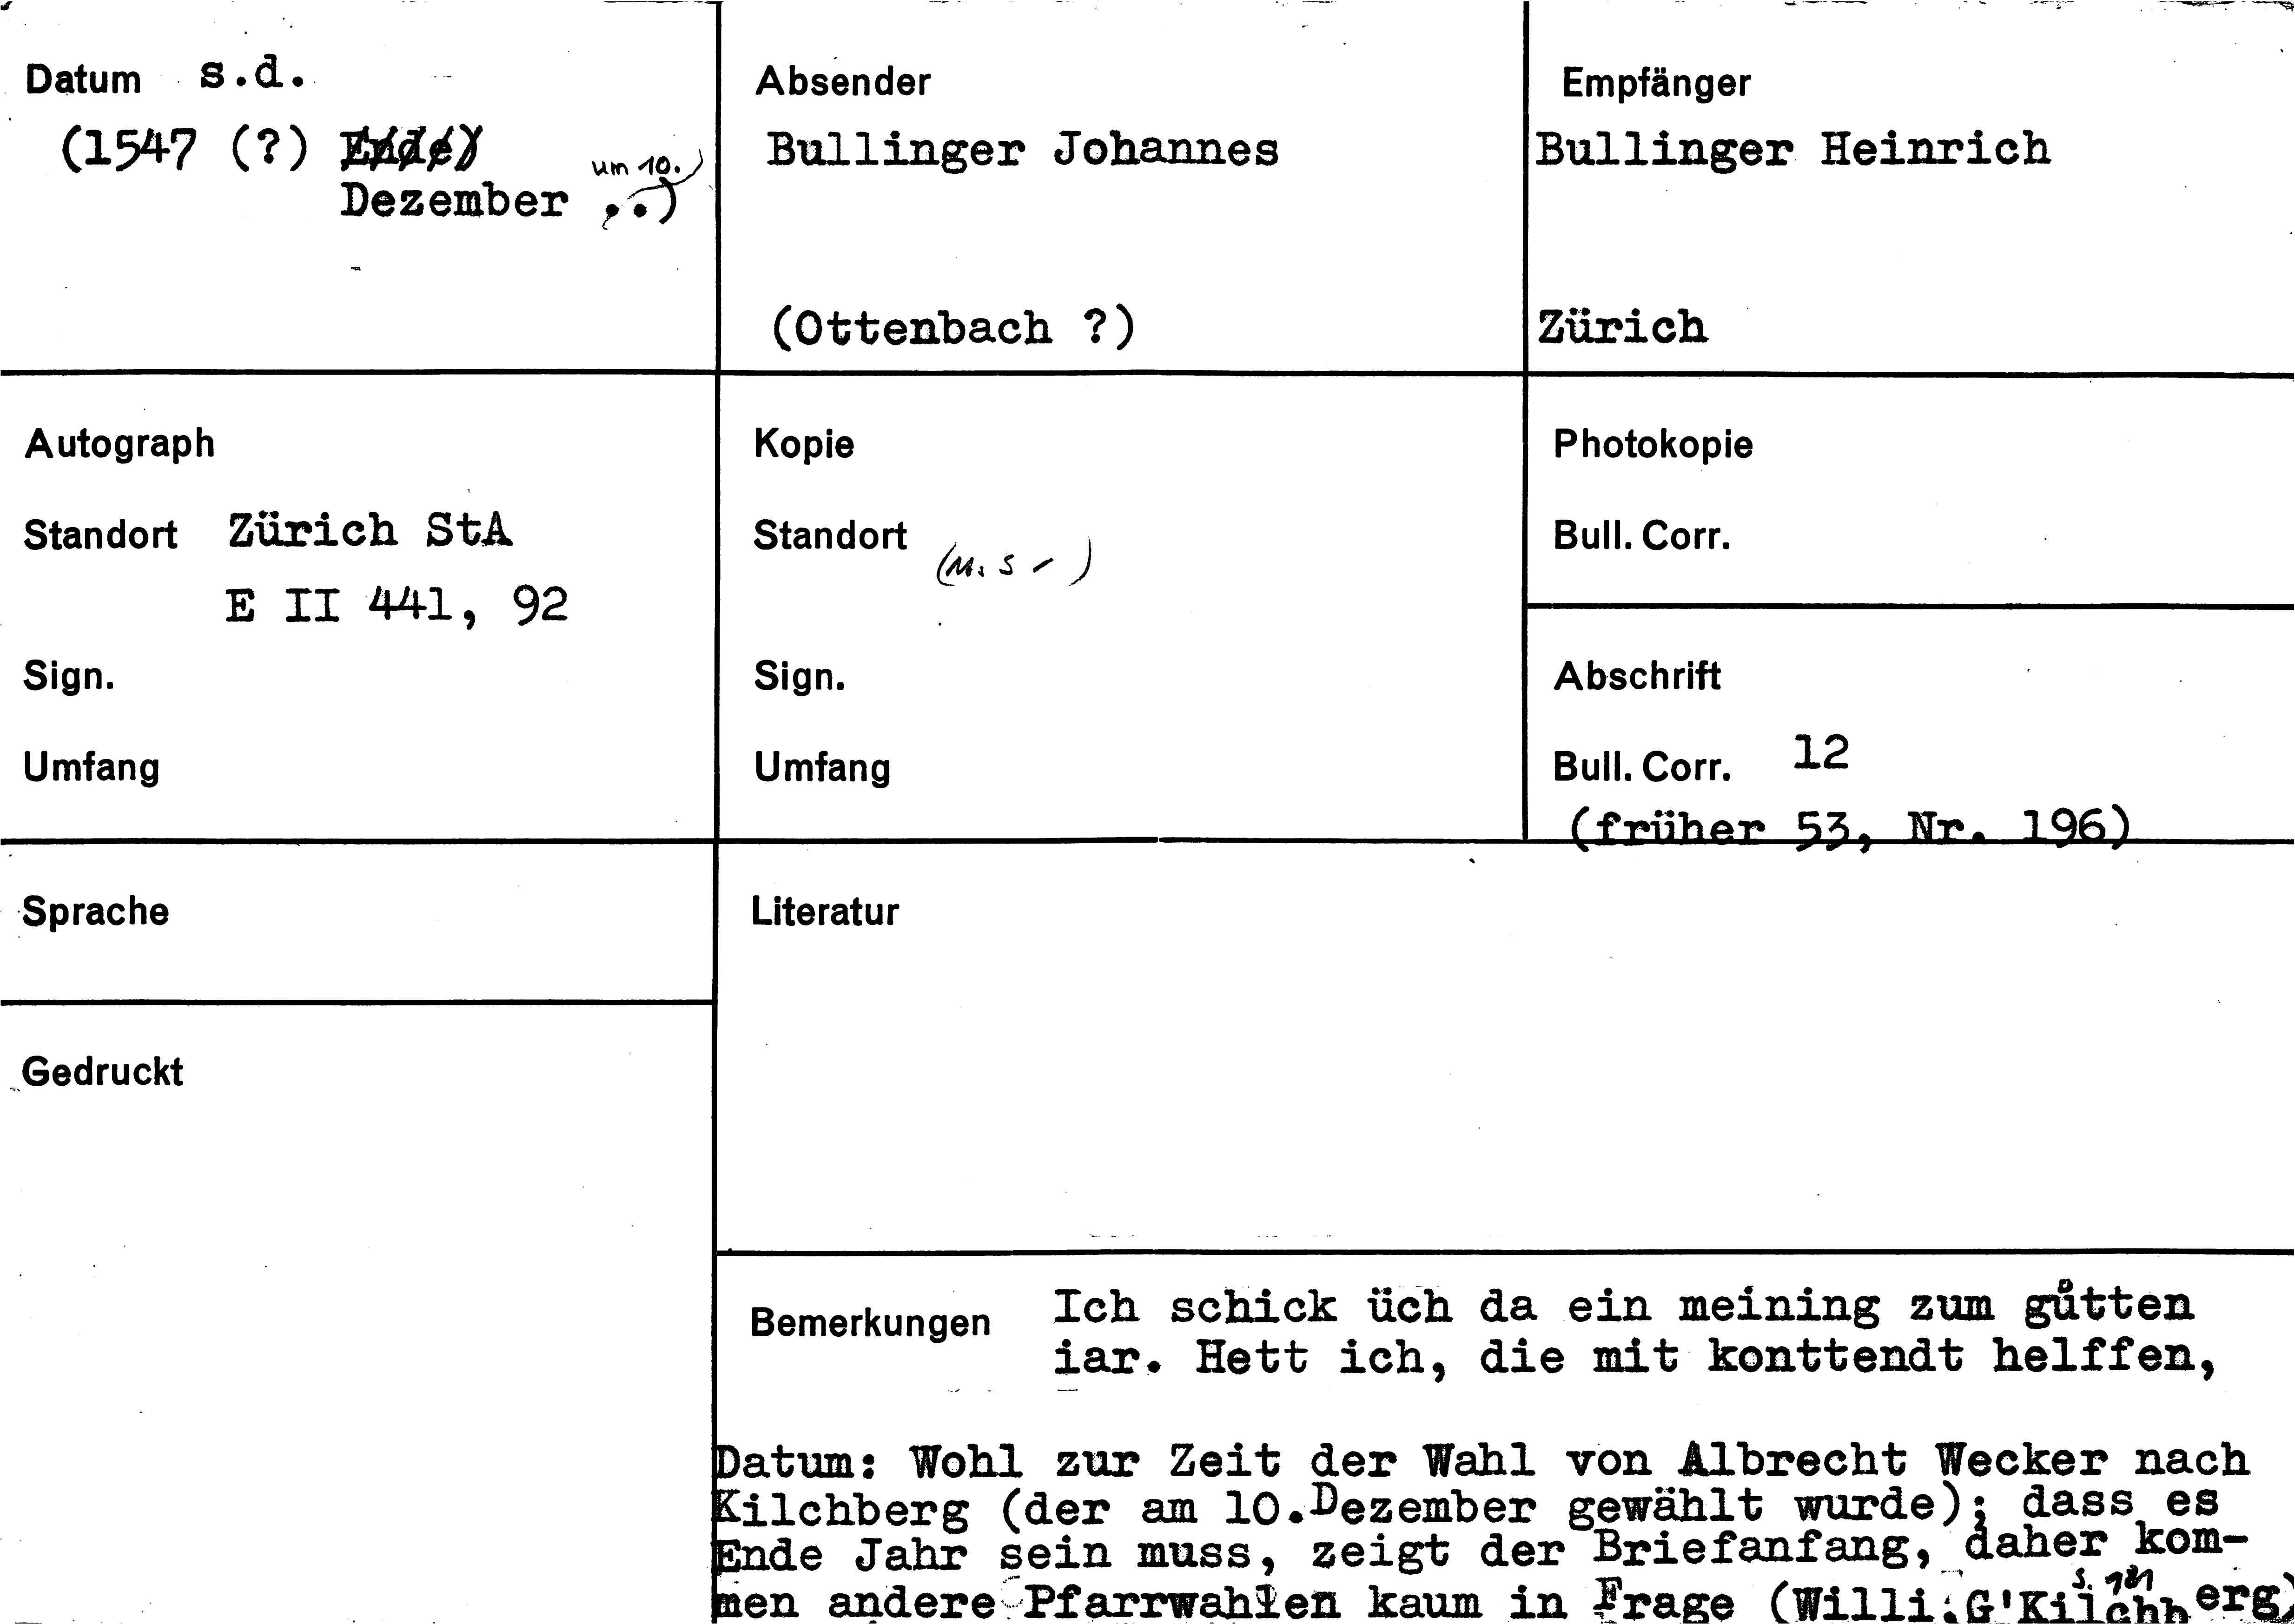 Datum s.d.
(1547 (?) Ende)
um 10.)
Dezember ..)
Absender
Bullinger Johannes
(Ottenbach ?)
Empfänger
Bullinger Heinrich
Zürich
Autograph
Standort Zürich StA
E II 441, 92
Sign.
Umfang
Kopie
Standort
Sign.
Umfang
Photokopie
Bull. Corr.
Abschrift
Bull. Corr. 12
(früher 53, Nr. 196)
Sprache
Gedruckt
Literatur
Bemerkungen Ich schick üch da ein meining zum gůtten
iar. Hett ich, die mit konttendt helffen,
Datum: Wohl zur Zeit der Wahl von Albrecht Wecker nach
Kilchberg (der am 10.Dezember gewählt wurde); dass es
Ende Jahr sein muss, zeigt der Briefanfang, daher kom-
men andere Pfarrwahlen kaum in Frage (Willi,G'Kilchberg)